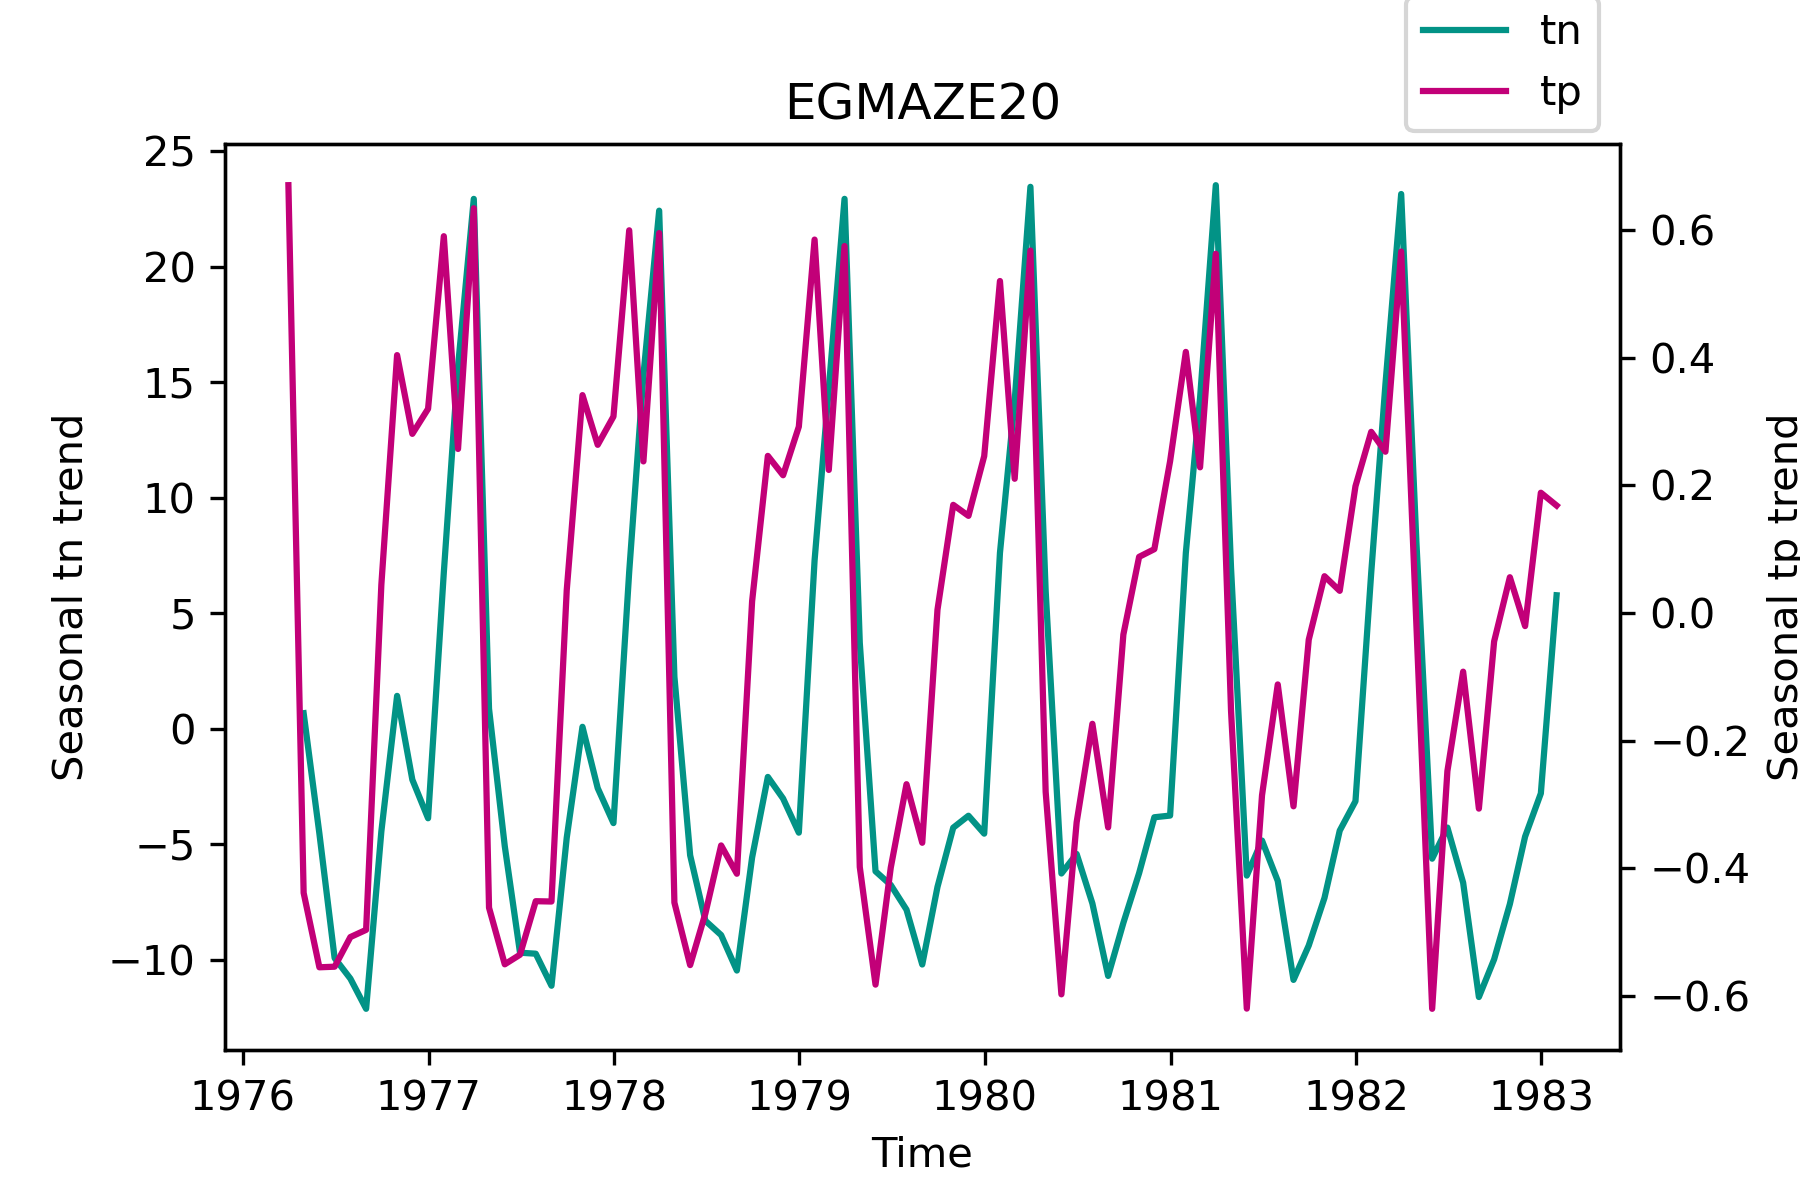 tn
tp
EGMAZE20
25
20
15
10
5
0
−5
−10
Seasonal tn trend
0.6
0.4
0.2
0.0
−0.2
−0.4
−0.6
Seasonal tp trend
1976 1977 1978 1979 1980 1981 1982 1983
Time